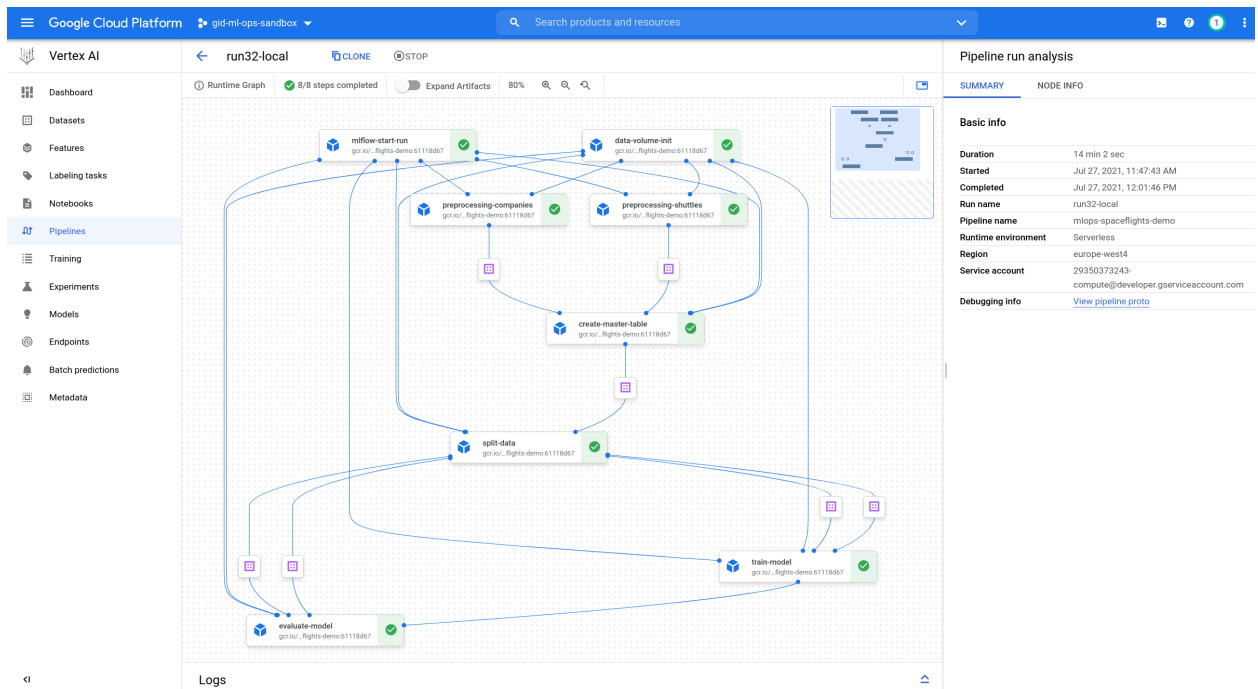 Google Cloud Platform
gid-ml-ops-sandbox
Search products and resources
1
Vertex AI
Dashboard
Datasets
Features
Labeling tasks
Notebooks
Pipelines
Training
Experiments
Models
Endpoints
Batch predictions
Metadata
run32-local
CLONE
STOP
Runtime Graph
8/8 steps completed
Expand Artifacts
80%
mlflow-start-run
gcr.io/...flights-demo:61118d67
data-volume-init
gcr.io/...flights-demo:61118d67
preprocessing-companies
gcr.io/...flights-demo:61118d67
preprocessing-shuttles
gcr.io/...flights-demo:61118d67
create-master-table
gcr.io/...flights-demo:61118d67
split-data
gcr.io/...flights-demo:61118d67
train-model
gcr.io/...flights-demo:61118d67
evaluate-model
gcr.io/...flights-demo:61118d67
Logs
Pipeline run analysis
SUMMARY
NODE INFO
Basic info
Duration 14 min 2 sec
Started Jul 27, 2021, 11:47:43 AM
Completed Jul 27, 2021, 12:01:46 PM
Run name run32-local
Pipeline name mlops-spaceflights-demo
Runtime environment Serverless
Region europe-west4
Service account 29350373243-
compute@developer.gserviceaccount.com
Debugging info View pipeline proto